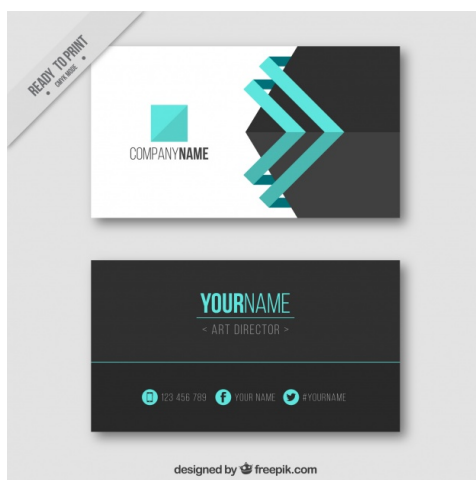 READY TO PRINT
• CMYK MODE •
COMPANYNAME
YOURNAME
< ART DIRECTOR >
123 456 789 YOUR NAME #YOURNAME
designed by freepik.com